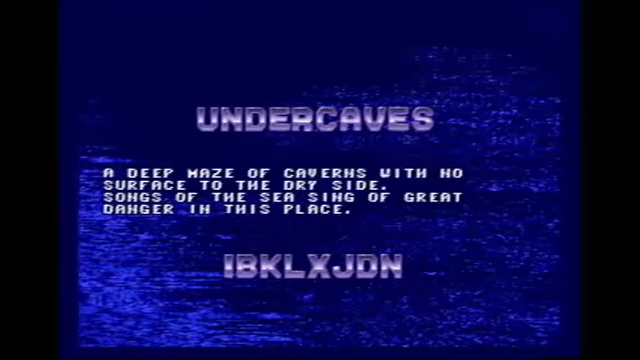 UNDERCAVES
A DEEP MAZE OF CAVERNS WITH NO
SURFACE TO THE DRY SIDE.
SONGS OF THE SEA SING OF GREAT
DANGER IN THIS PLACE.
IBKLXJDN